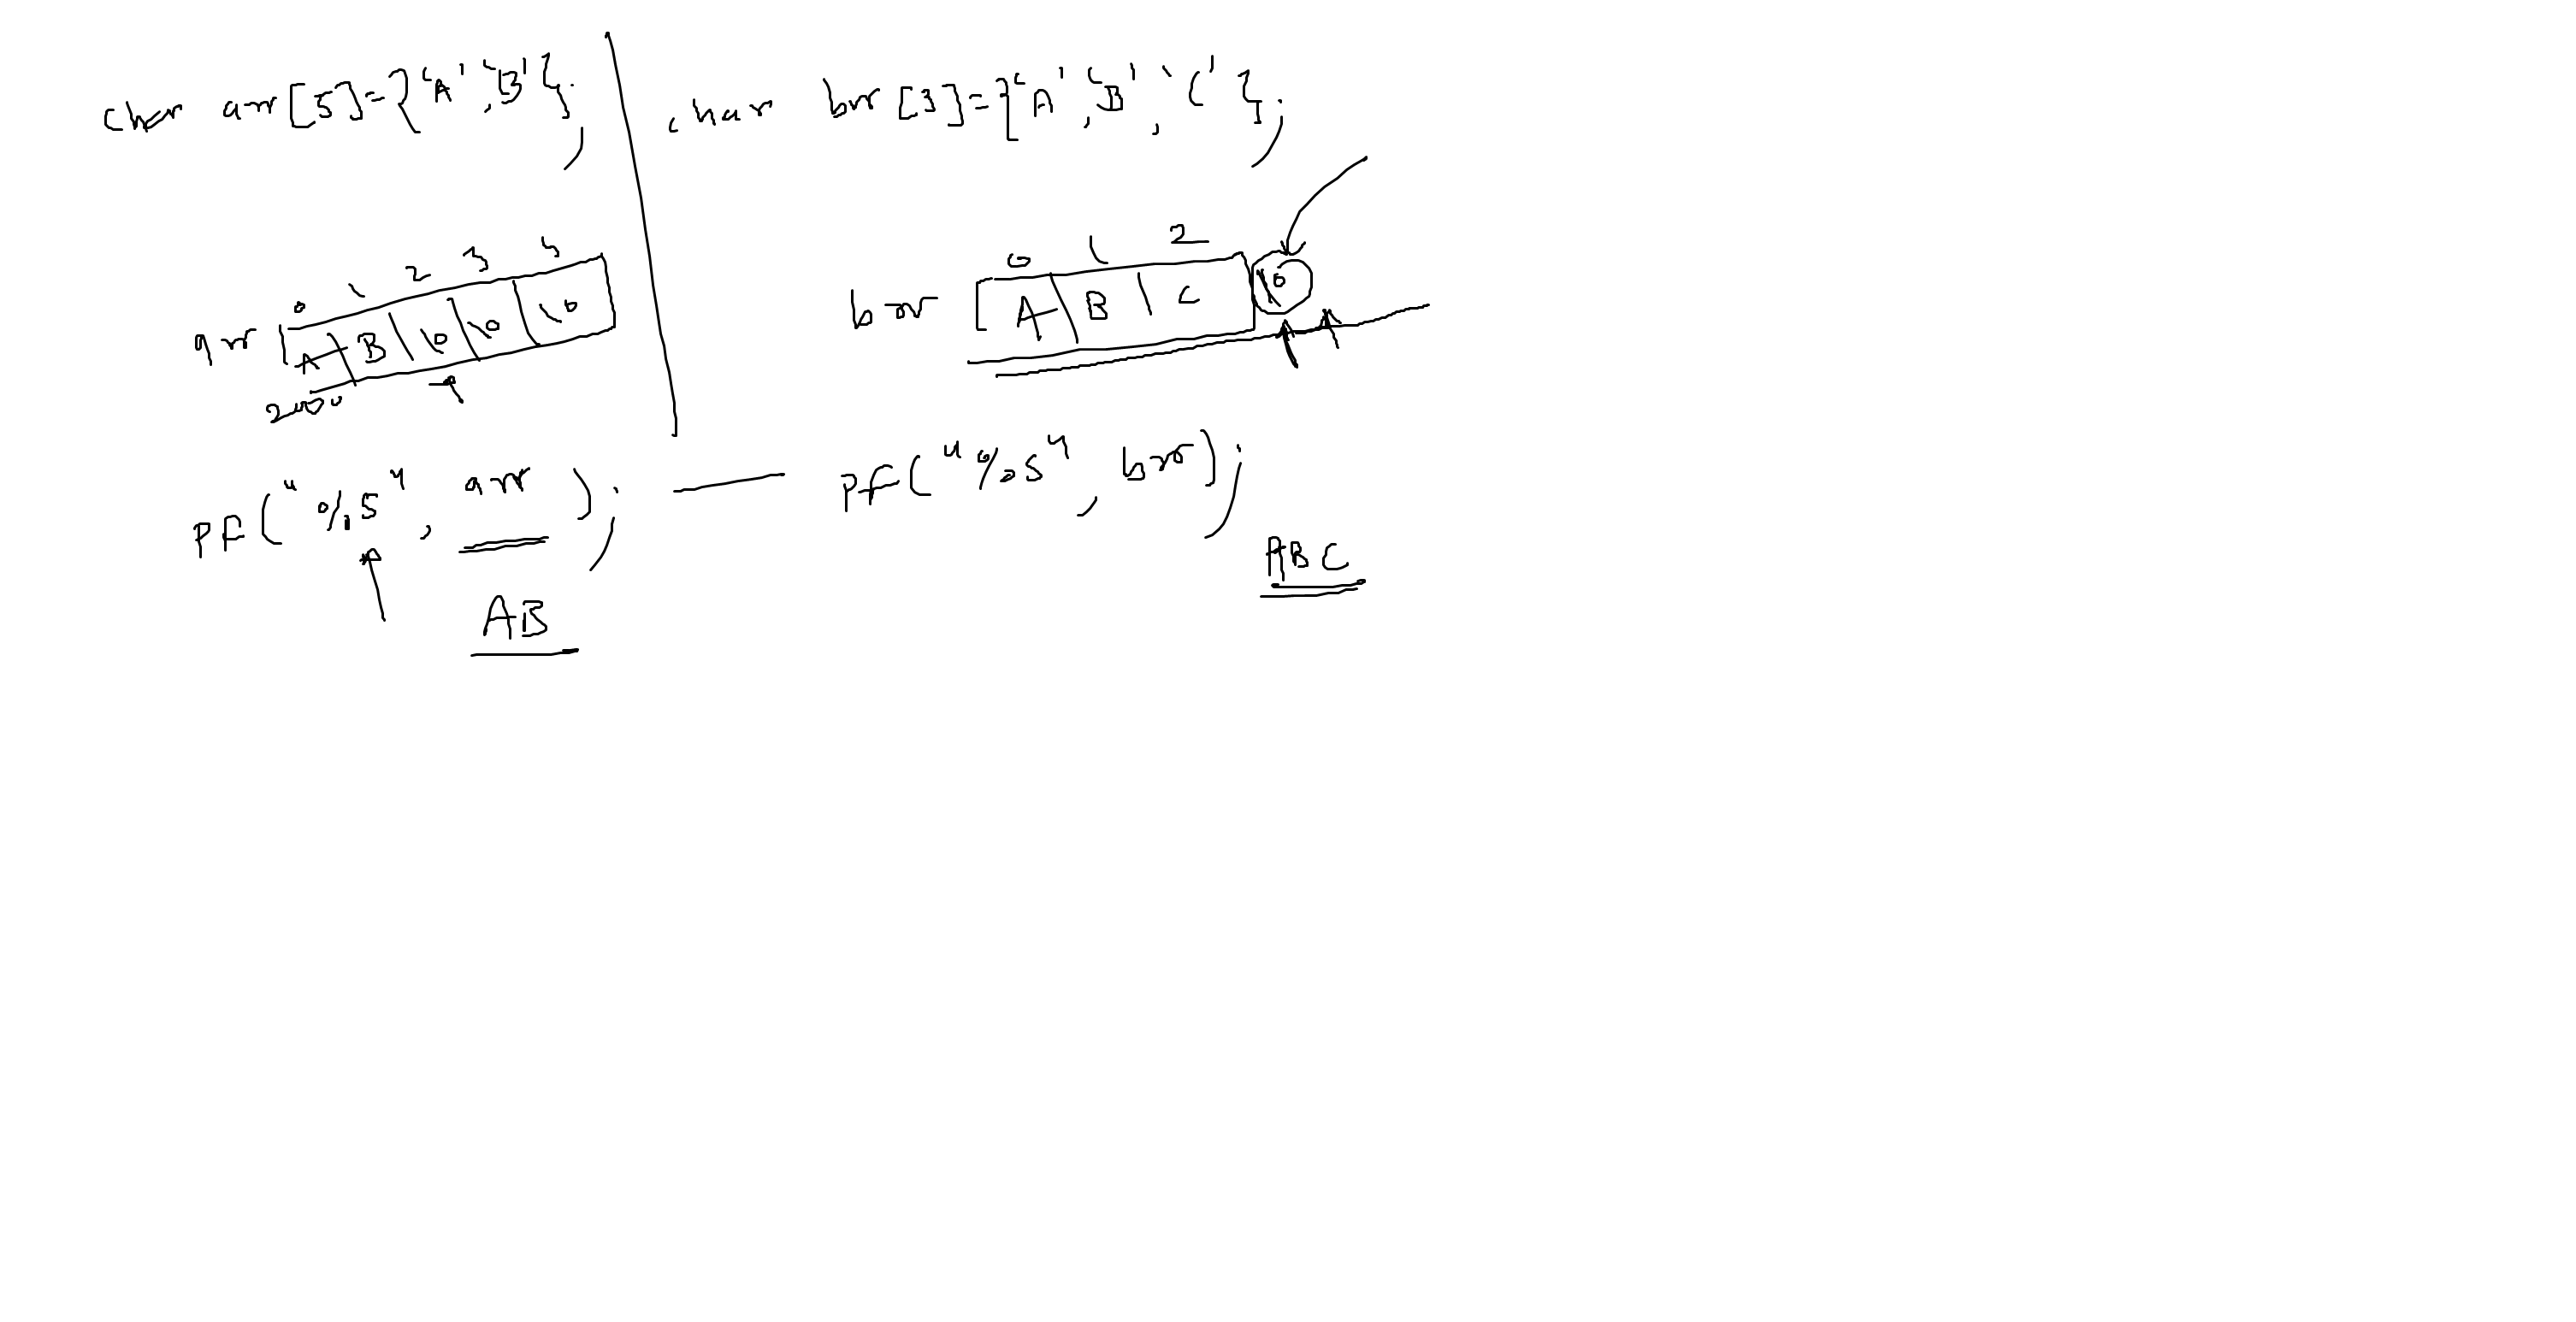 char arr[5]={'A','B'};
0 1 2 3 4
arr A B \0 \0 \0
2000
PF("%s", arr);
AB
char brr[3]={'A','B','C'};
0 1 2
brr A B C \0
PF("%s", brr);
ABC